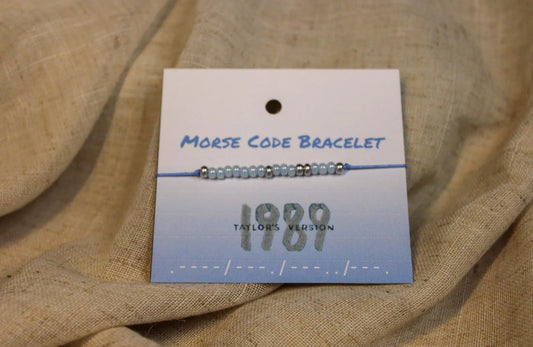 MORSE CODE BRACELET
1989
TAYLOR'S VERSION
.----/---./---../---.